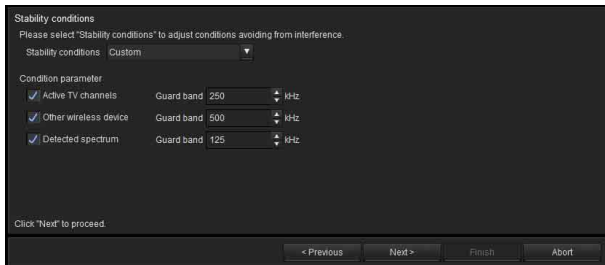 Stability conditions
Please select "Stability conditions" to adjust conditions avoiding from interference.
Stability conditions Custom
Condition parameter
Active TV channels Guard band 250 kHz
Other wireless device Guard band 500 kHz
Detected spectrum Guard band 125 kHz
Click "Next" to proceed.
< Previous Next > Finish Abort